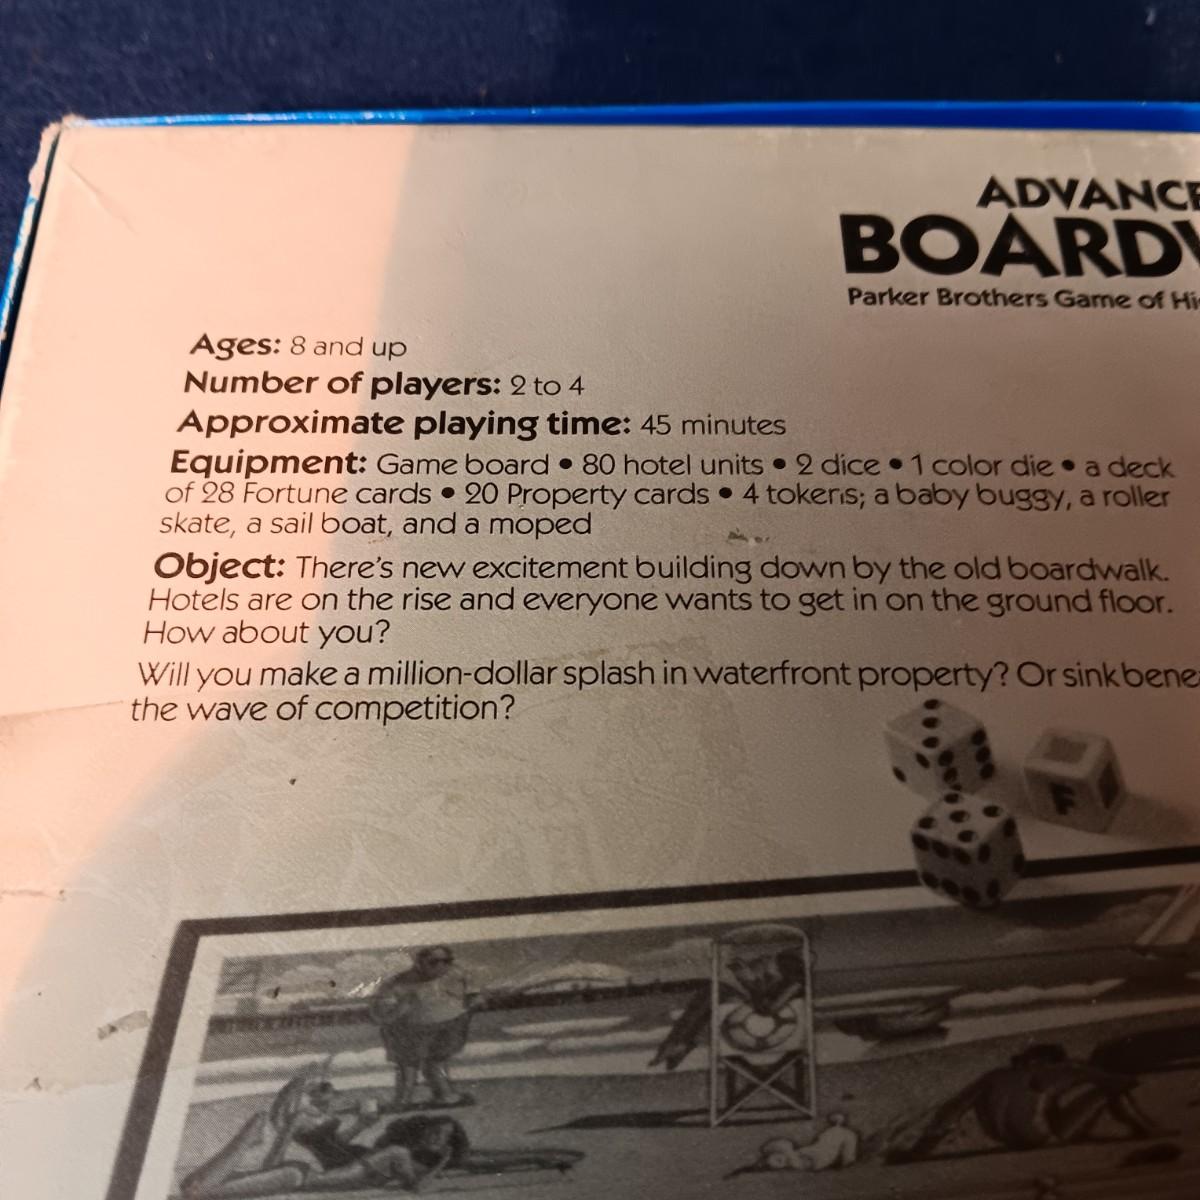 ADVANCE
BOARDW
Parker Brothers Game of Hi
Ages: 8 and up
Number of players: 2 to 4
Approximate playing time: 45 minutes
Equipment: Game board • 80 hotel units • 2 dice • 1 color die • a deck
of 28 Fortune cards • 20 Property cards • 4 tokens; a baby buggy, a roller
skate, a sail boat, and a moped
Object: There's new excitement building down by the old boardwalk.
Hotels are on the rise and everyone wants to get in on the ground floor.
How about you?
Will you make a million-dollar splash in waterfront property? Or sink bene
the wave of competition?
F